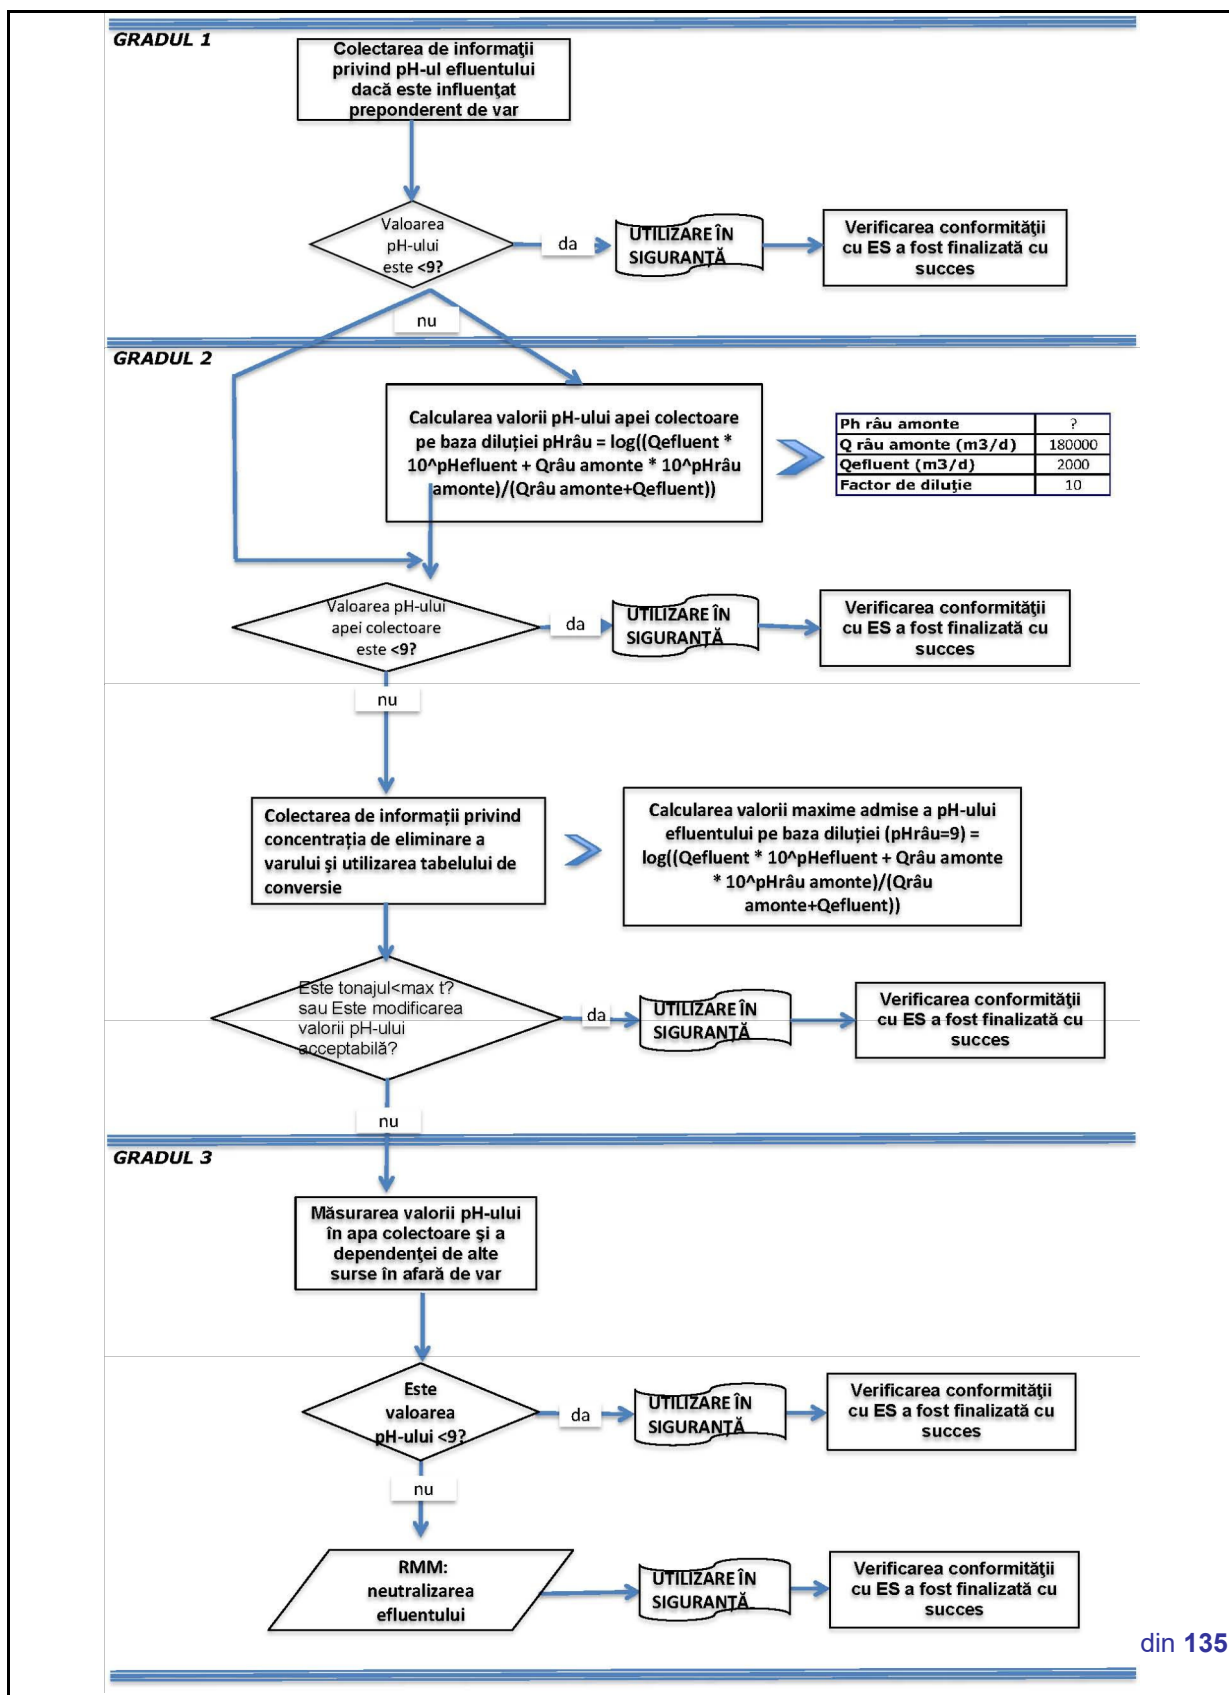 GRADUL 1
Colectarea de informaţii
privind pH-ul efluentului
dacă este influenţat
preponderent de var
Valoarea
pH-ului
este <9?
da
UTILIZARE ÎN
SIGURANȚĂ
Verificarea conformităţii
cu ES a fost finalizată cu
succes
nu
GRADUL 2
Calcularea valorii pH-ului apei colectoare
pe baza diluției pHrâu = log((Qefluent *
10^pHefluent + Qrâu amonte * 10^pHrâu
amonte)/(Qrâu amonte+Qefluent))
Ph râu amonte ?
Q râu amonte (m3/d) 180000
Qefluent (m3/d) 2000
Factor de diluţie 10
Valoarea pH-ului
apei colectoare
este <9?
da
UTILIZARE ÎN
SIGURANȚĂ
Verificarea conformităţii
cu ES a fost finalizată cu
succes
nu
Colectarea de informații privind
concentrația de eliminare a
varului şi utilizarea tabelului de
conversie
Calcularea valorii maxime admise a pH-ului
efluentului pe baza diluției (pHrâu=9) =
log((Qefluent * 10^pHefluent + Qrâu amonte
* 10^pHrâu amonte)/(Qrâu
amonte+Qefluent))
Este tonajul<max t?
sau Este modificarea
valorii pH-ului
acceptabilă?
da
UTILIZARE ÎN
SIGURANȚĂ
Verificarea conformităţii
cu ES a fost finalizată cu
succes
nu
GRADUL 3
Măsurarea valorii pH-ului
în apa colectoare şi a
dependenţei de alte
surse în afară de var
Este
valoarea
pH-ului <9?
da
UTILIZARE ÎN
SIGURANȚĂ
Verificarea conformităţii
cu ES a fost finalizată cu
succes
nu
RMM:
neutralizarea
efluentului
UTILIZARE ÎN
SIGURANȚĂ
Verificarea conformităţii
cu ES a fost finalizată cu
succes
din 135